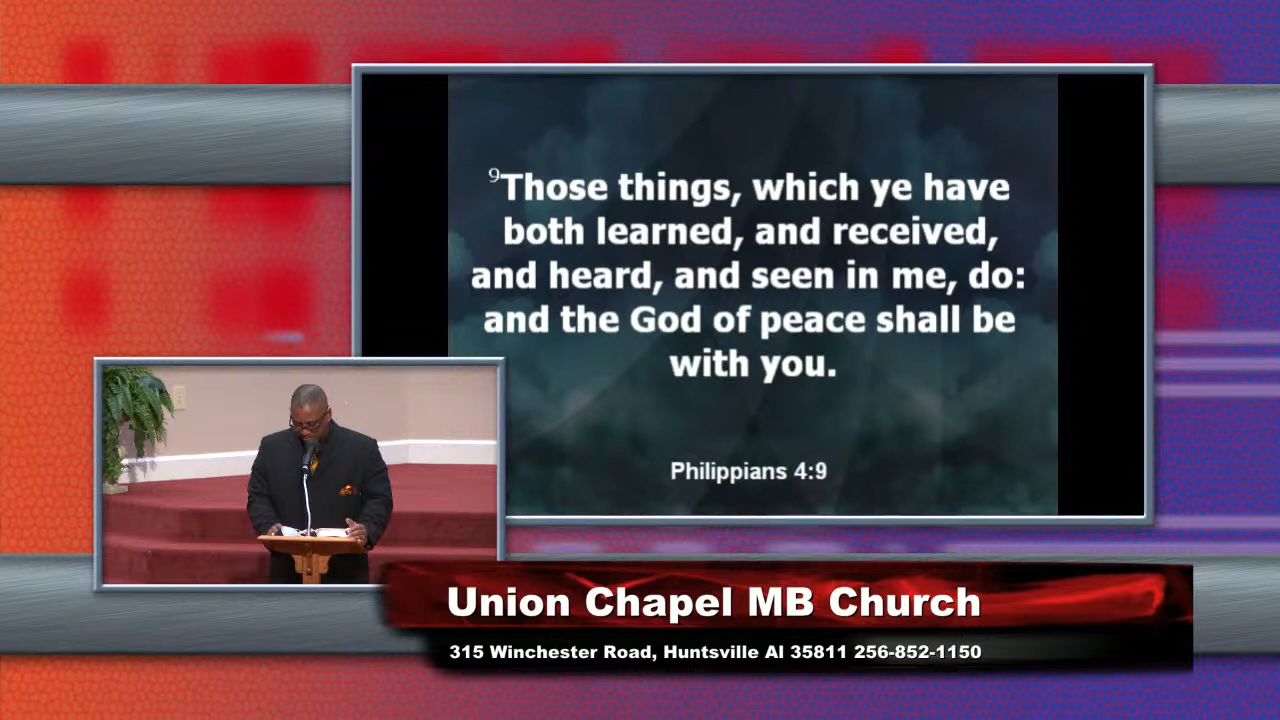 9Those things, which ye have
both learned, and received,
and heard, and seen in me, do:
and the God of peace shall be
with you.
Philippians 4:9
Union Chapel MB Church
315 Winchester Road, Huntsville Al 35811 256-852-1150